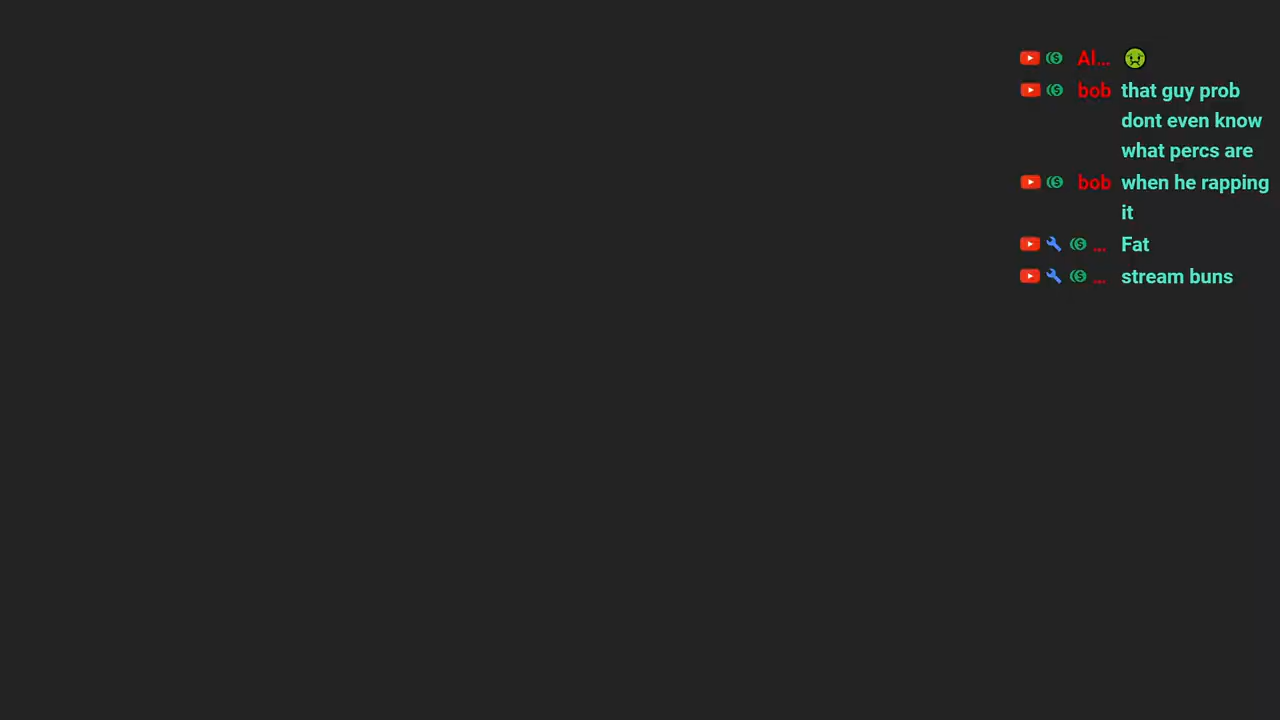 Al...
bob that guy prob
dont even know
what percs are
bob when he rapping
it
... Fat
... stream buns